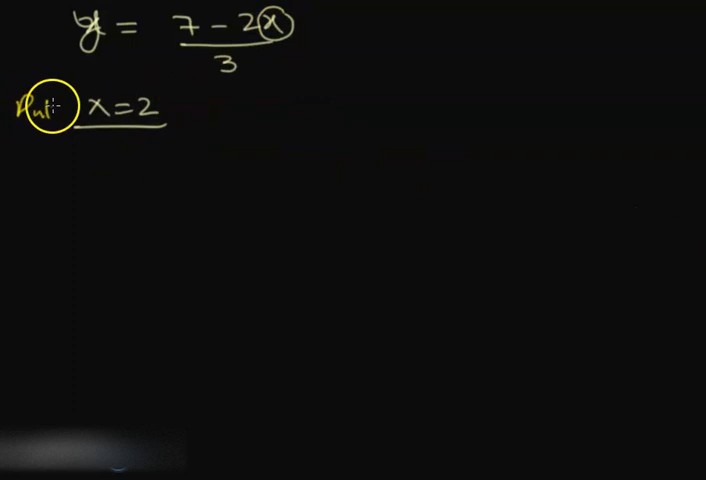 y = 7 - 2x / 3
Put x = 2